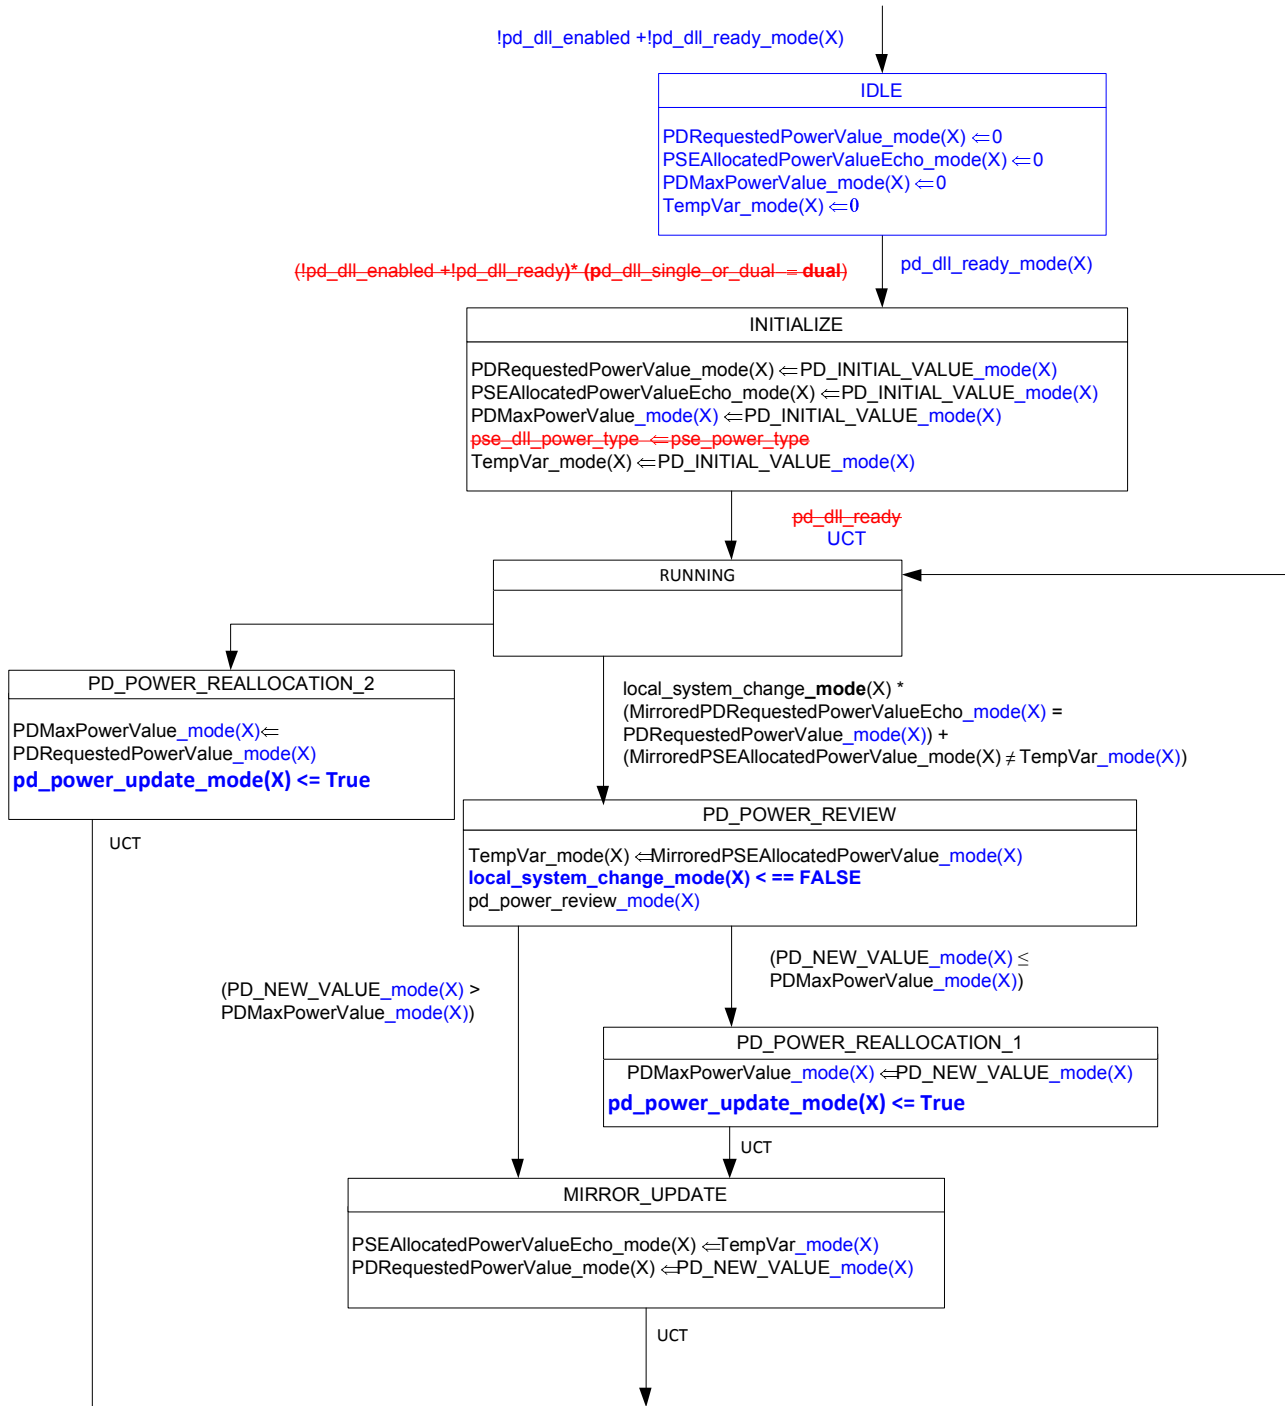 !pd_dll_enabled +!pd_dll_ready_mode(X)
IDLE
PDRequestedPowerValue_mode(X) ⇐0
PSEAllocatedPowerValueEcho_mode(X) ⇐0
PDMaxPowerValue_mode(X) ⇐0
TempVar_mode(X) ⇐0
(!pd_dll_enabled +!pd_dll_ready)* (pd_dll_single_or_dual = dual)
pd_dll_ready_mode(X)
INITIALIZE
PDRequestedPowerValue_mode(X) ⇐PD_INITIAL_VALUE_mode(X)
PSEAllocatedPowerValueEcho_mode(X) ⇐PD_INITIAL_VALUE_mode(X)
PDMaxPowerValue_mode(X) ⇐PD_INITIAL_VALUE_mode(X)
pse_dll_power_type ⇐pse_power_type
TempVar_mode(X) ⇐PD_INITIAL_VALUE_mode(X)
pd_dll_ready
UCT
RUNNING
PD_POWER_REALLOCATION_2
PDMaxPowerValue_mode(X)⇐
PDRequestedPowerValue_mode(X)
pd_power_update_mode(X) <= True
UCT
local_system_change_mode(X) *
(MirroredPDRequestedPowerValueEcho_mode(X) =
PDRequestedPowerValue_mode(X)) +
(MirroredPSEAllocatedPowerValue_mode(X) ≠ TempVar_mode(X))
PD_POWER_REVIEW
TempVar_mode(X) ⇐MirroredPSEAllocatedPowerValue_mode(X)
local_system_change_mode(X) < == FALSE
pd_power_review_mode(X)
(PD_NEW_VALUE_mode(X) >
PDMaxPowerValue_mode(X))
(PD_NEW_VALUE_mode(X) ≤
PDMaxPowerValue_mode(X))
PD_POWER_REALLOCATION_1
PDMaxPowerValue_mode(X) ⇐PD_NEW_VALUE_mode(X)
pd_power_update_mode(X) <= True
UCT
MIRROR_UPDATE
PSEAllocatedPowerValueEcho_mode(X) ⇐TempVar_mode(X)
PDRequestedPowerValue_mode(X) ⇐PD_NEW_VALUE_mode(X)
UCT